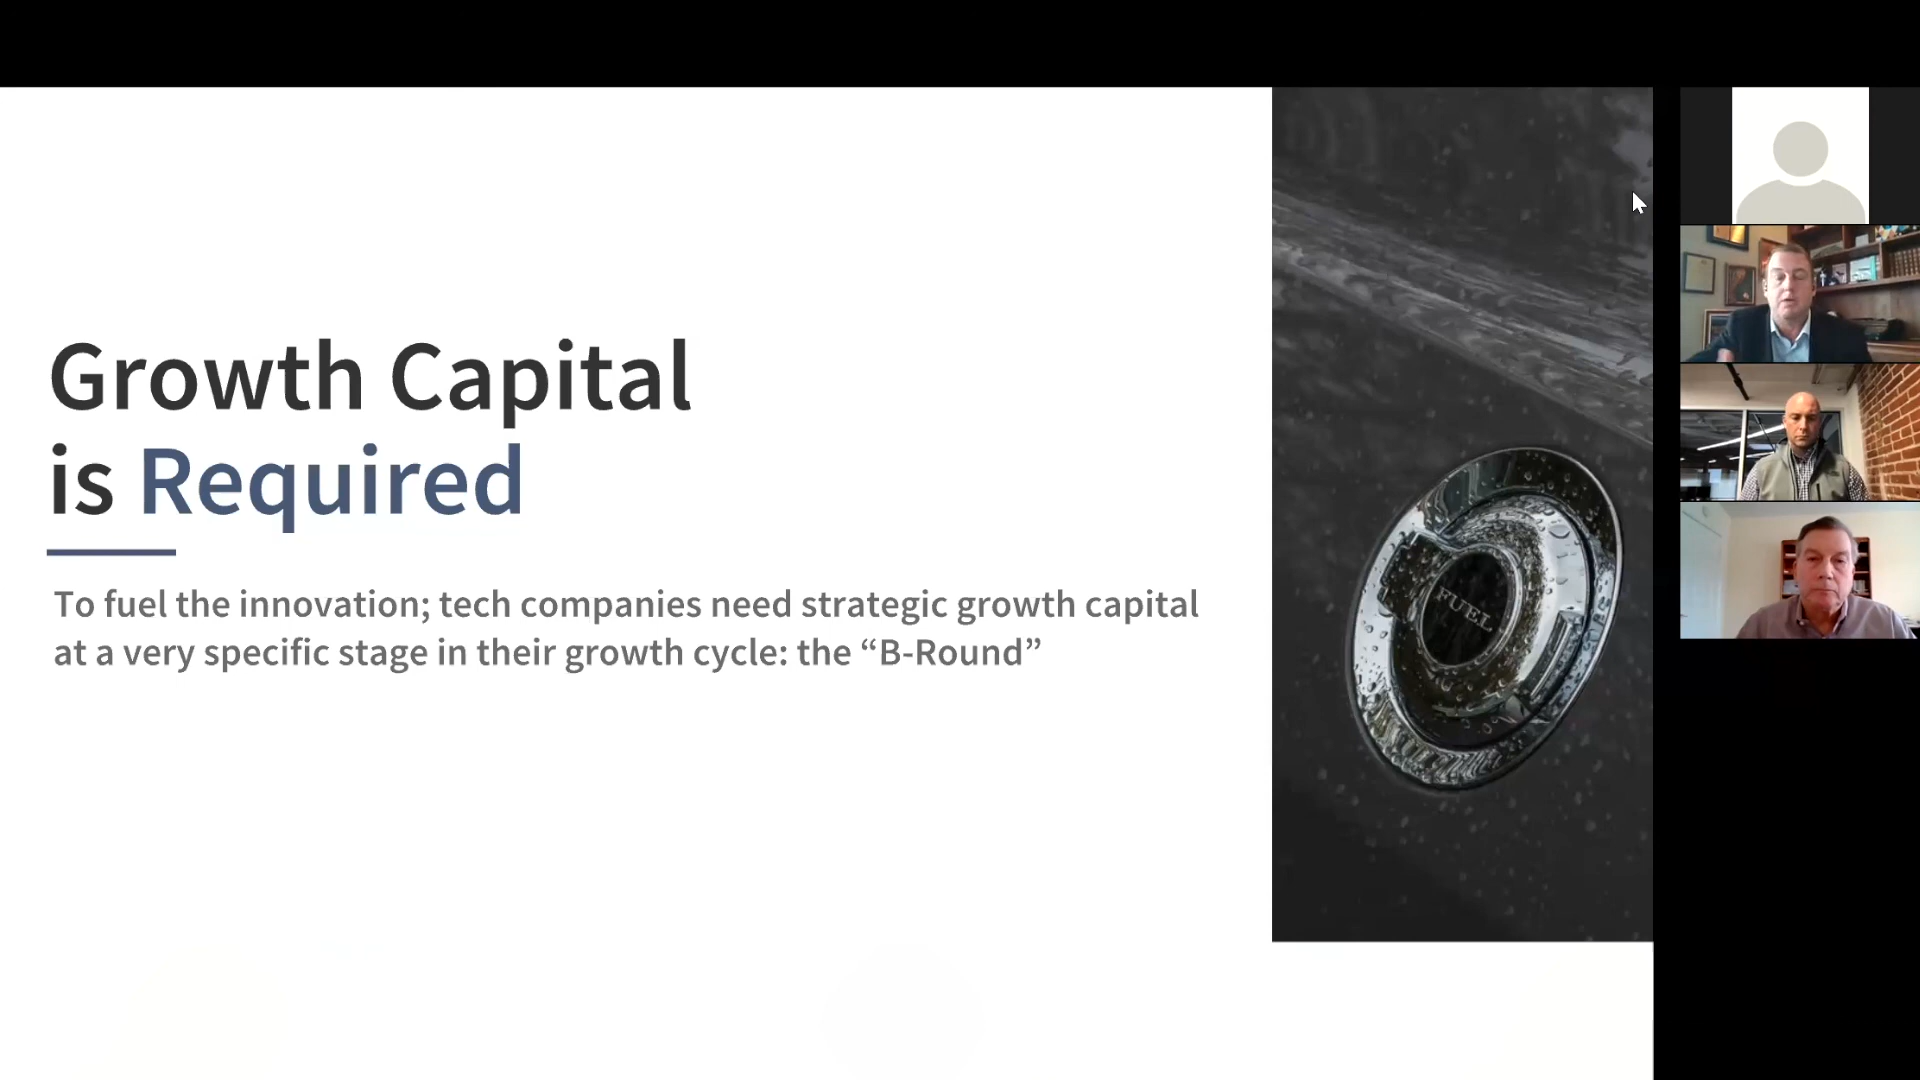 Growth Capital
is Required
To fuel the innovation; tech companies need strategic growth capital
at a very specific stage in their growth cycle: the “B-Round”
FUEL